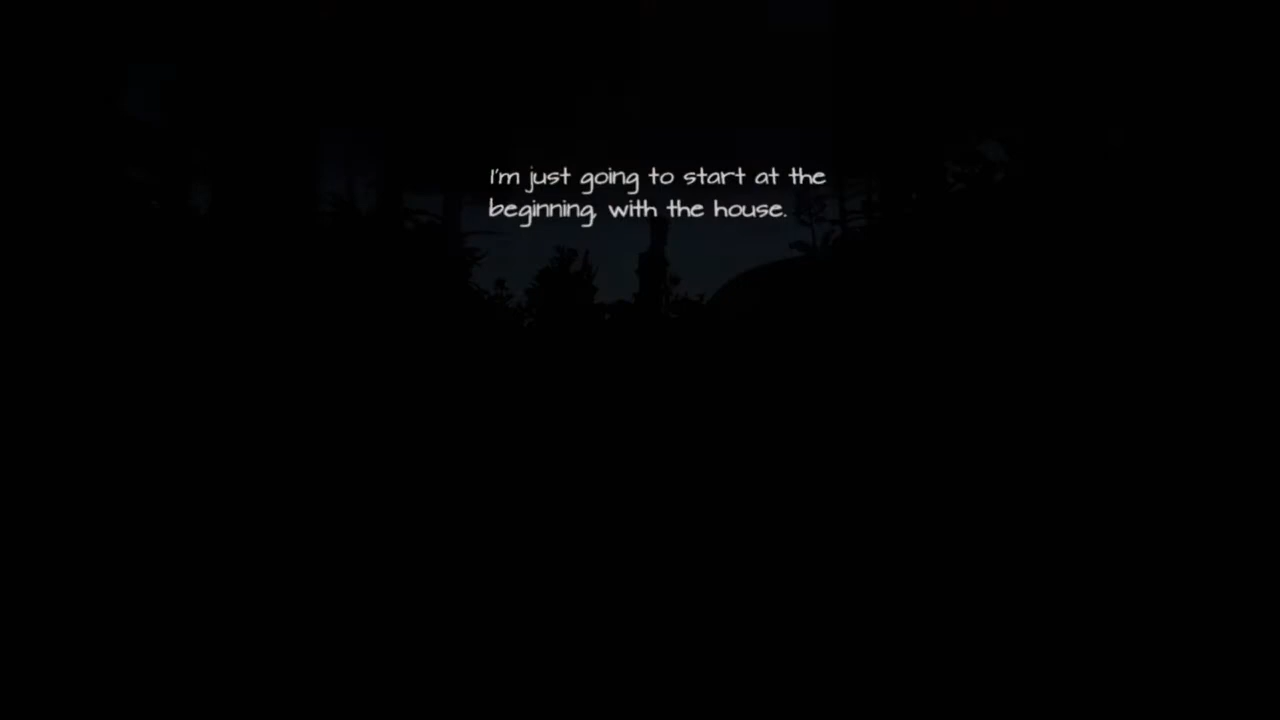 I'm just going to start at the
beginning, with the house.